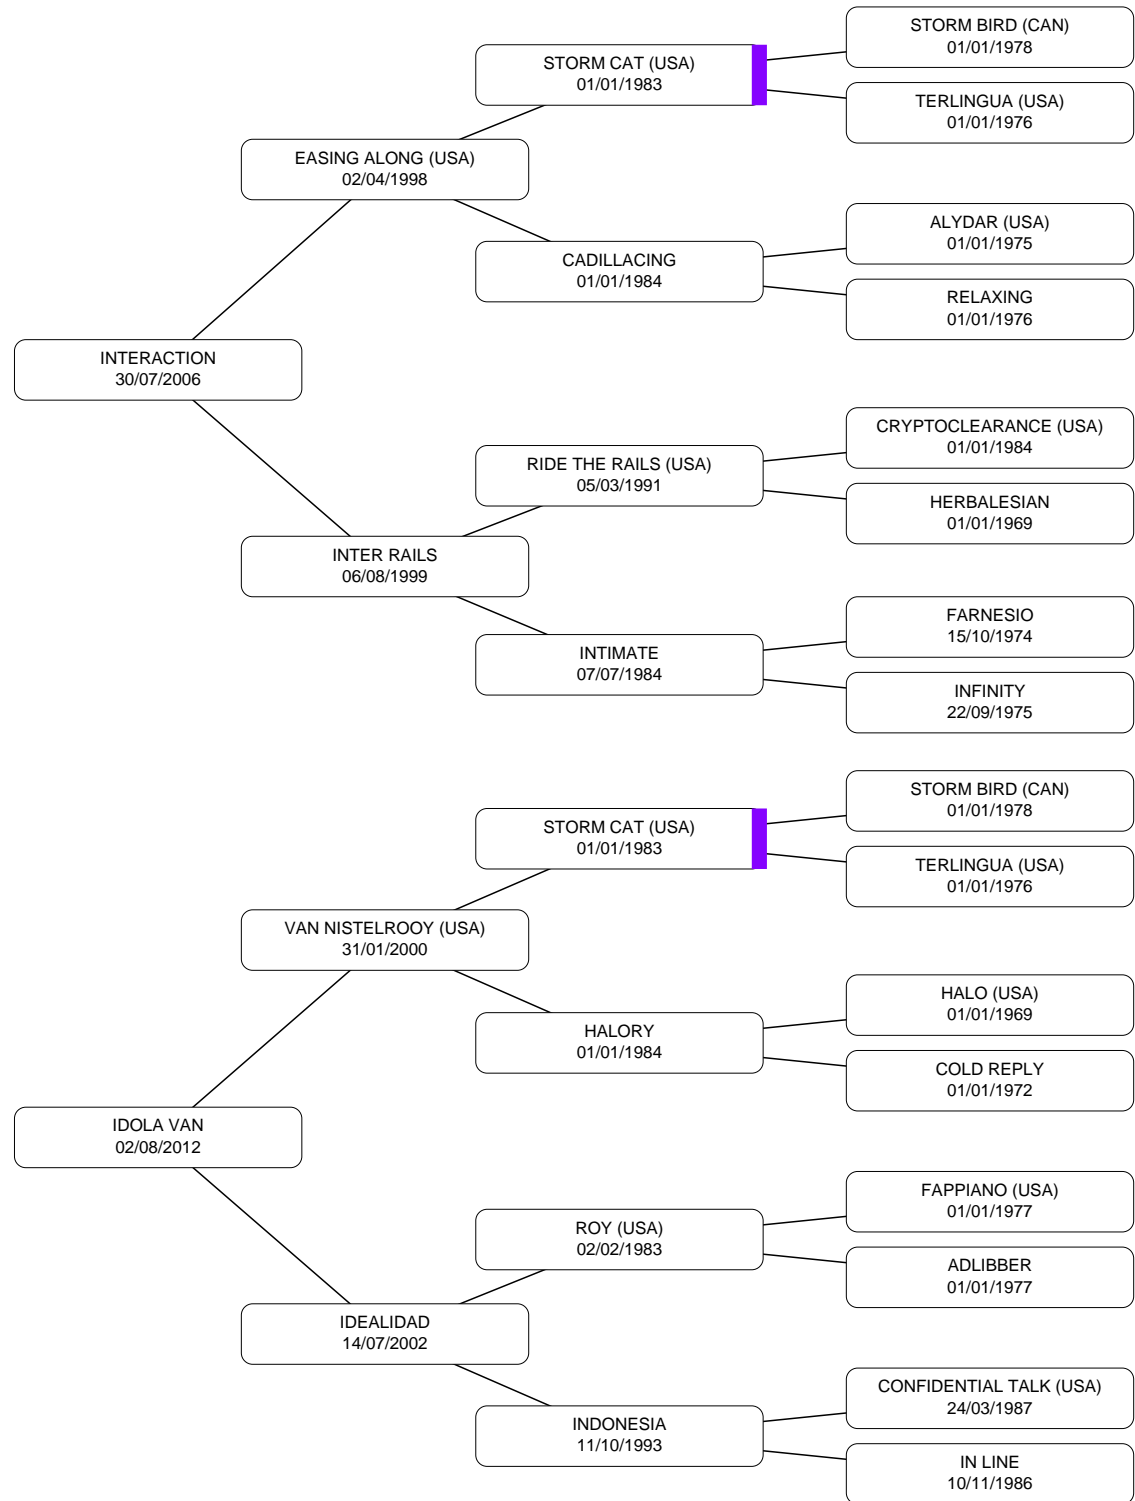 STORM BIRD (CAN)
01/01/1978
STORM CAT (USA)
01/01/1983
TERLINGUA (USA)
01/01/1976
EASING ALONG (USA)
02/04/1998
ALYDAR (USA)
01/01/1975
CADILLACING
01/01/1984
RELAXING
01/01/1976
INTERACTION
30/07/2006
CRYPTOCLEARANCE (USA)
01/01/1984
RIDE THE RAILS (USA)
05/03/1991
HERBALESIAN
01/01/1969
INTER RAILS
06/08/1999
FARNESIO
15/10/1974
INTIMATE
07/07/1984
INFINITY
22/09/1975
STORM BIRD (CAN)
01/01/1978
STORM CAT (USA)
01/01/1983
TERLINGUA (USA)
01/01/1976
VAN NISTELROOY (USA)
31/01/2000
HALO (USA)
01/01/1969
HALORY
01/01/1984
COLD REPLY
01/01/1972
IDOLA VAN
02/08/2012
FAPPIANO (USA)
01/01/1977
ROY (USA)
02/02/1983
ADLIBBER
01/01/1977
IDEALIDAD
14/07/2002
CONFIDENTIAL TALK (USA)
24/03/1987
INDONESIA
11/10/1993
IN LINE
10/11/1986